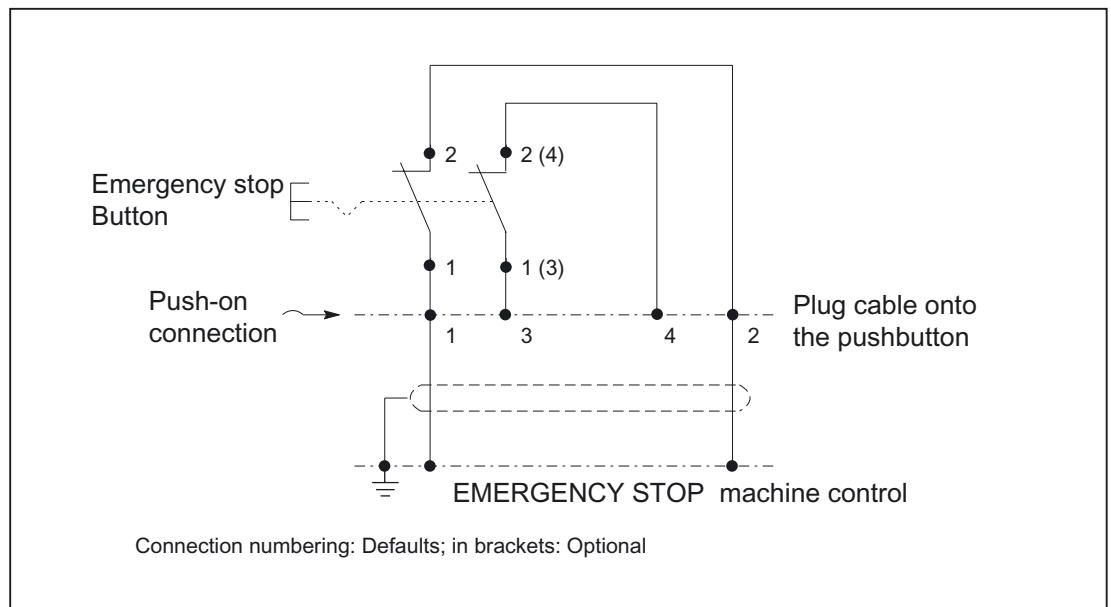 2
2 (4)
Emergency stop
Button
1
1 (3)
Push-on
connection
1
3
4
2
Plug cable onto
the pushbutton
EMERGENCY STOP machine control
Connection numbering: Defaults; in brackets: Optional